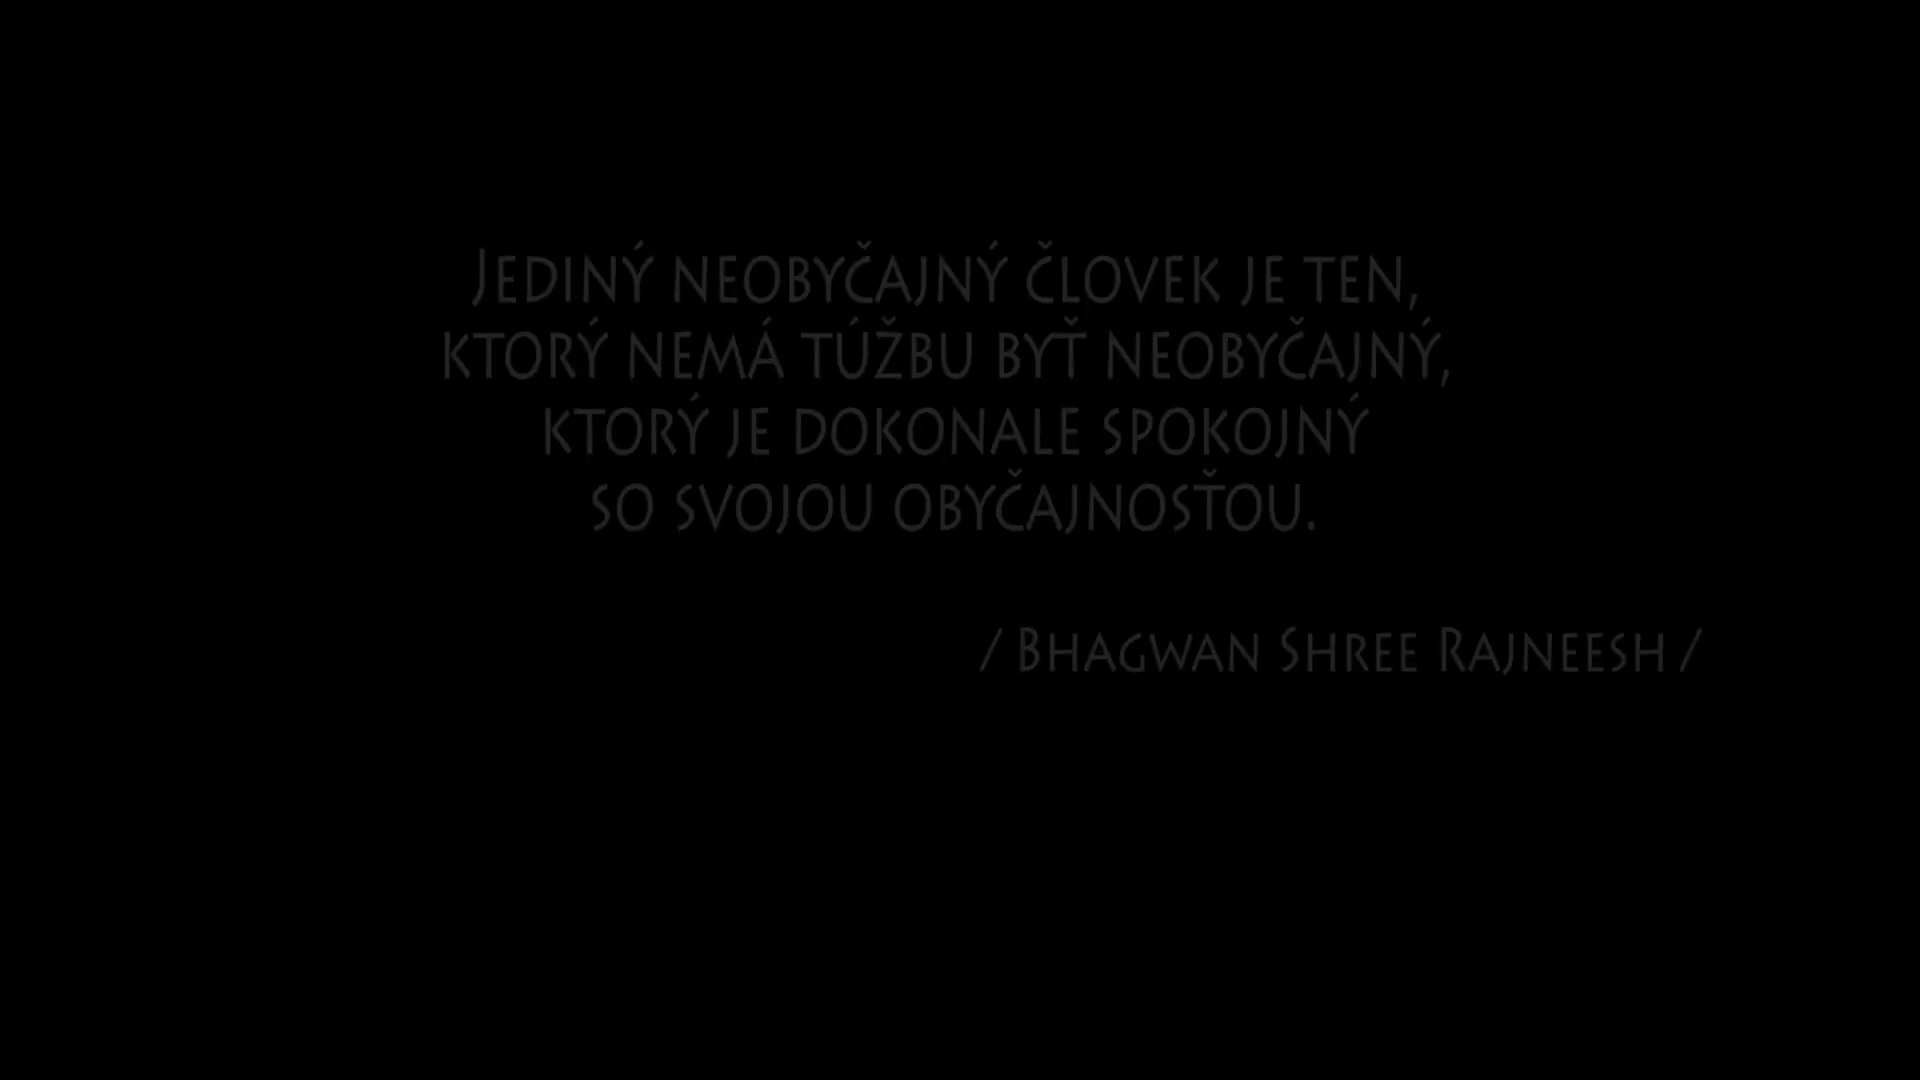 Jediný neobyčajný človek je ten,
ktorý nemá túžbu byť neobyčajný,
ktorý je dokonale spokojný
so svojou obyčajnosťou.
/ Bhagwan Shree Rajneesh /